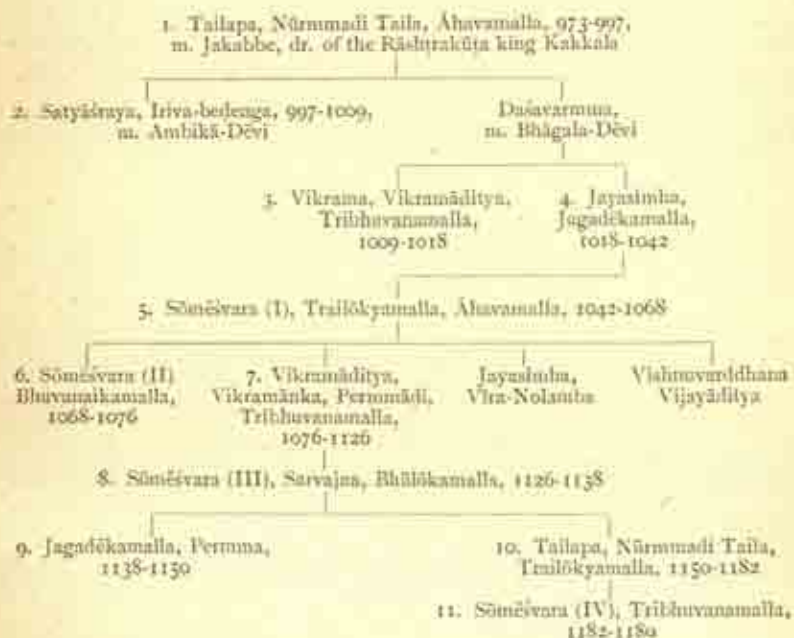 1. Tailapa, Nūrmmadi Taila, Āhavamalla, 973-997,
m. Jakabbe, dr. of the Rāshṭrakūṭa king Kakkala
2. Satyāśraya, Iriva-beḍenga, 997-1009,
m. Ambikā-Dēvi
Daśavarmma,
m. Bhāgala-Dēvi
3. Vikrama, Vikramāditya,
Tribhuvanamalla,
1009-1018
4. Jayasimha,
Jagadēkamalla,
1018-1042
5. Sōmēśvara (I), Trailōkyamalla, Āhavamalla, 1042-1068
6. Sōmēśvara (II)
Bhuvanaikamalla,
1068-1076
7. Vikramāditya,
Vikramānka, Permmādi,
Tribhuvanamalla,
1076-1126
Jayasimha,
Vīra-Nolamba
Vishnuvarddhana
Vijayāditya
8. Sōmēśvara (III), Sarvajna, Bhūlōkamalla, 1126-1138
9. Jagadēkamalla, Permma,
1138-1150
10. Tailapa, Nūrmmadi Taila,
Trailōkyamalla, 1150-1182
11. Sōmēśvara (IV), Tribhuvanamalla,
1182-1189